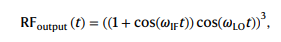 RF_output (t) = ((1 + cos(ω_IF t)) cos(ω_LO t))^3,